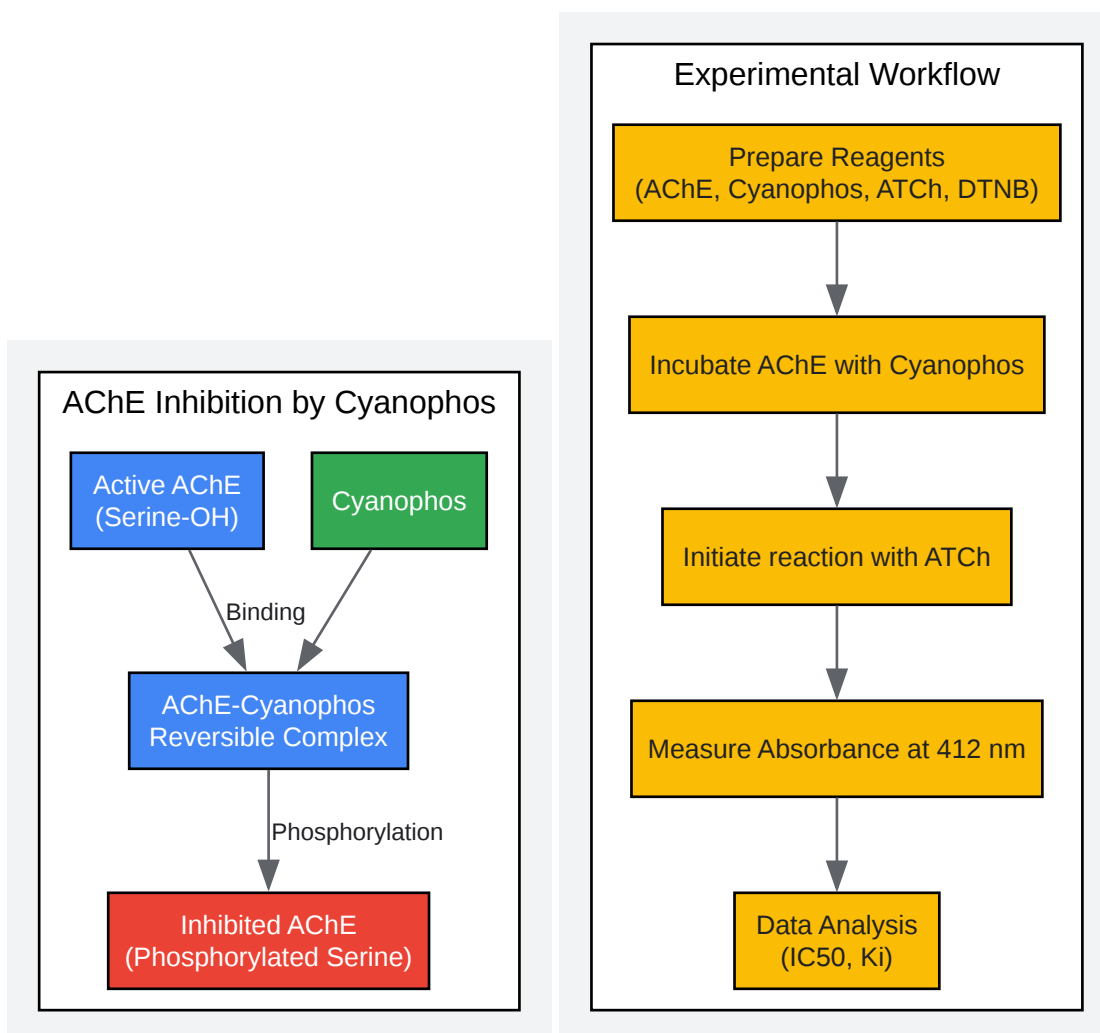 AChE Inhibition by Cyanophos
Active AChE
(Serine-OH)
Cyanophos
Binding
AChE-Cyanophos
Reversible Complex
Phosphorylation
Inhibited AChE
(Phosphorylated Serine)
Experimental Workflow
Prepare Reagents
(AChE, Cyanophos, ATCh, DTNB)
Incubate AChE with Cyanophos
Initiate reaction with ATCh
Measure Absorbance at 412 nm
Data Analysis
(IC50, Ki)